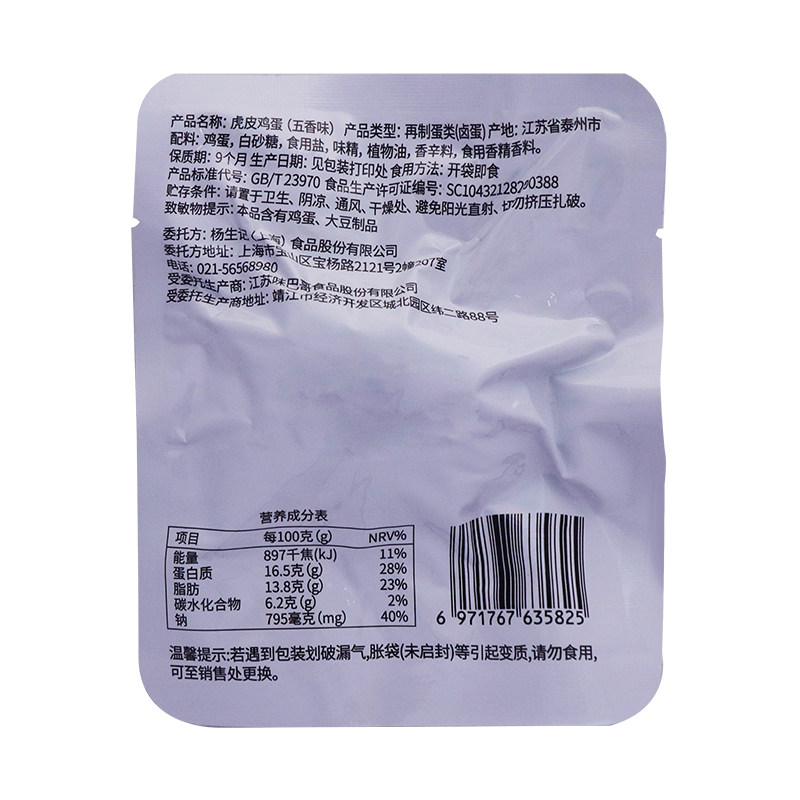 产品名称: 虎皮鸡蛋(五香味) 产品类型: 再制蛋类(卤蛋) 产地: 江苏省泰州市
配料: 鸡蛋, 白砂糖, 食用盐, 味精, 植物油, 香辛料, 食用香精香料。
保质期: 9个月 生产日期: 见包装打印处 食用方法: 开袋即食
产品标准代号: GB/T23970 食品生产许可证编号: SC10432128200388
贮存条件: 请置于卫生、阴凉、通风、干燥处、避免阳光直射、切勿挤压扎破。
致敏物提示: 本品含有鸡蛋、大豆制品
委托方: 杨生记(上海) 食品股份有限公司
委托方地址: 上海市宝山区宝杨路2121号2幢207室
电话: 021-56568980
受委托生产商: 江苏味巴哥食品股份有限公司
受委托生产商地址: 靖江市经济开发区城北园区纬二路88号
营养成分表
项目 每100克(g) NRV%
能量 897千焦(kJ) 11%
蛋白质 16.5克(g) 28%
脂肪 13.8克(g) 23%
碳水化合物 6.2克(g) 2%
钠 795毫克(mg) 40%
6 971767 635825
温馨提示:若遇到包装划破漏气,胀袋(未启封)等引起变质,请勿食用,
可至销售处更换。